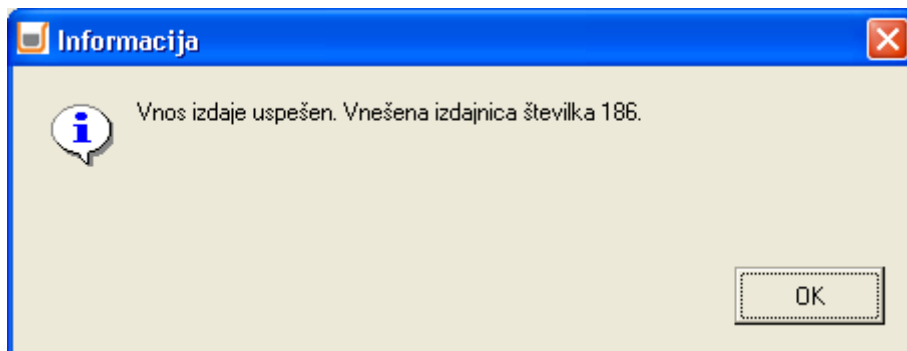 Informacija
Vnos izdaje uspešen. Vnešena izdajnica številka 186.
OK